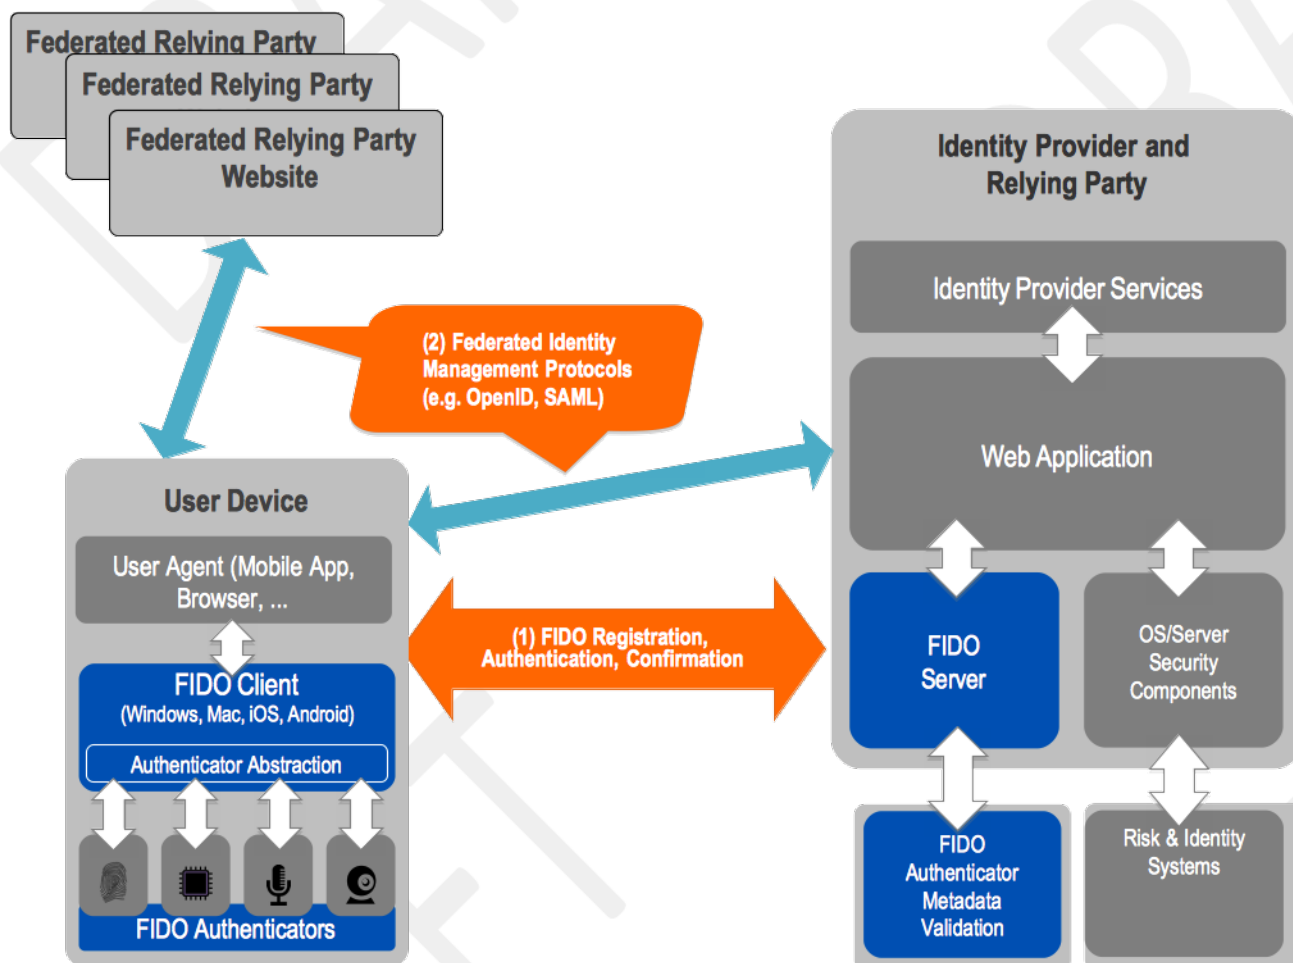 Federated Relying Party
Federated Relying Party
Federated Relying Party
Website
Identity Provider and
Relying Party
Identity Provider Services
(2) Federated Identity
Management Protocols
(e.g. OpenID, SAML)
Web Application
User Device
User Agent (Mobile App,
Browser, ...
(1) FIDO Registration,
Authentication, Confirmation
FIDO
Server
OS/Server
Security
Components
FIDO Client
(Windows, Mac, iOS, Android)
Authenticator Abstraction
FIDO Authenticators
FIDO
Authenticator
Metadata
Validation
Risk & Identity
Systems